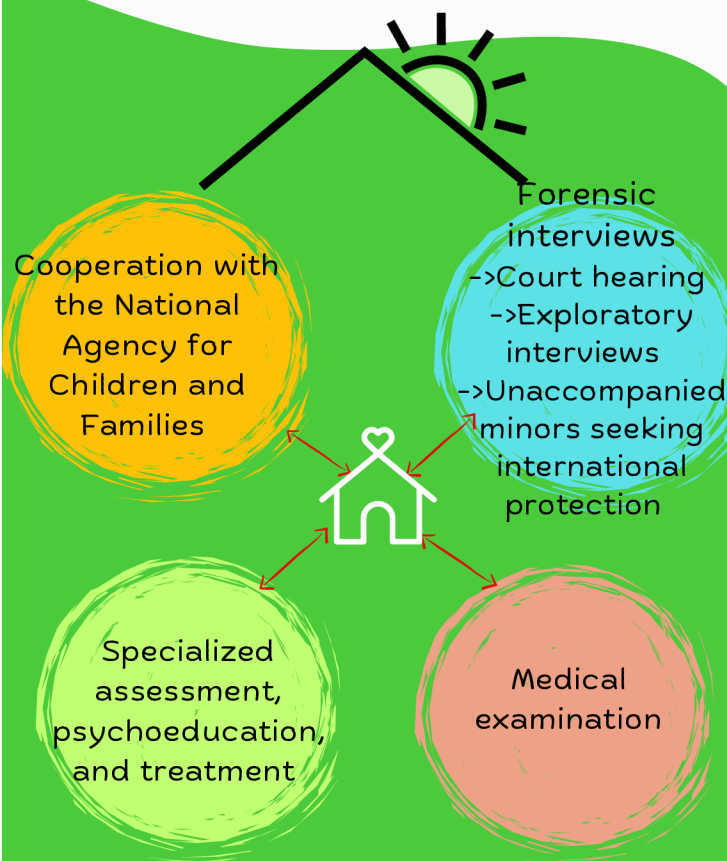 Cooperation with
the National
Agency for
Children and
Families
Forensic
interviews
->Court hearing
->Exploratory
interviews
->Unaccompanied
minors seeking
international
protection
Specialized
assessment,
psychoeducation,
and treatment
Medical
examination